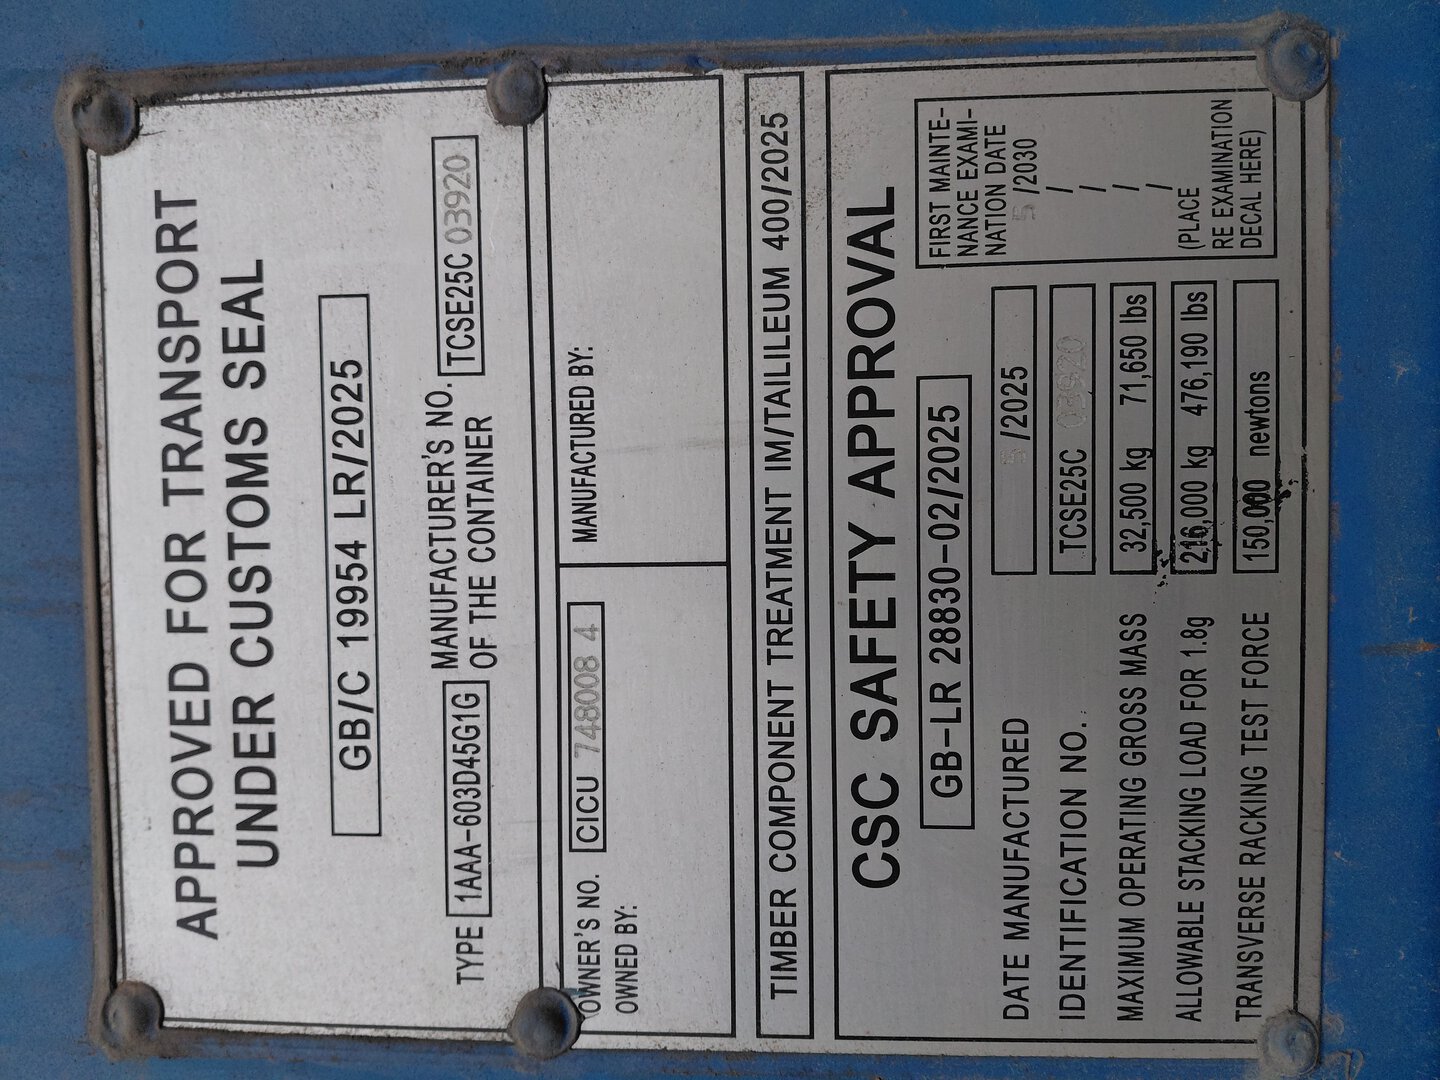 APPROVED FOR TRANSPORT
UNDER CUSTOMS SEAL
GB/C 19954 LR/2025
TYPE 1AAA-603D45G1G MANUFACTURER'S NO.
OF THE CONTAINER TCSE25C 03920
OWNER'S NO. CICU 748008 4
OWNED BY:
MANUFACTURED BY:
TIMBER COMPONENT TREATMENT IM/TAILILEUM 400/2025
CSC SAFETY APPROVAL
GB-LR 28830-02/2025
DATE MANUFACTURED 5 /2025
IDENTIFICATION NO. TCSE25C 03920
MAXIMUM OPERATING GROSS MASS 32,500 kg 71,650 lbs
ALLOWABLE STACKING LOAD FOR 1.8g 216,000 kg 476,190 lbs
TRANSVERSE RACKING TEST FORCE 150,000 newtons
FIRST MAINTE-
NANCE EXAMI-
NATION DATE
5 /2030
/
/
/
/
/
(PLACE
RE EXAMINATION
DECAL HERE)